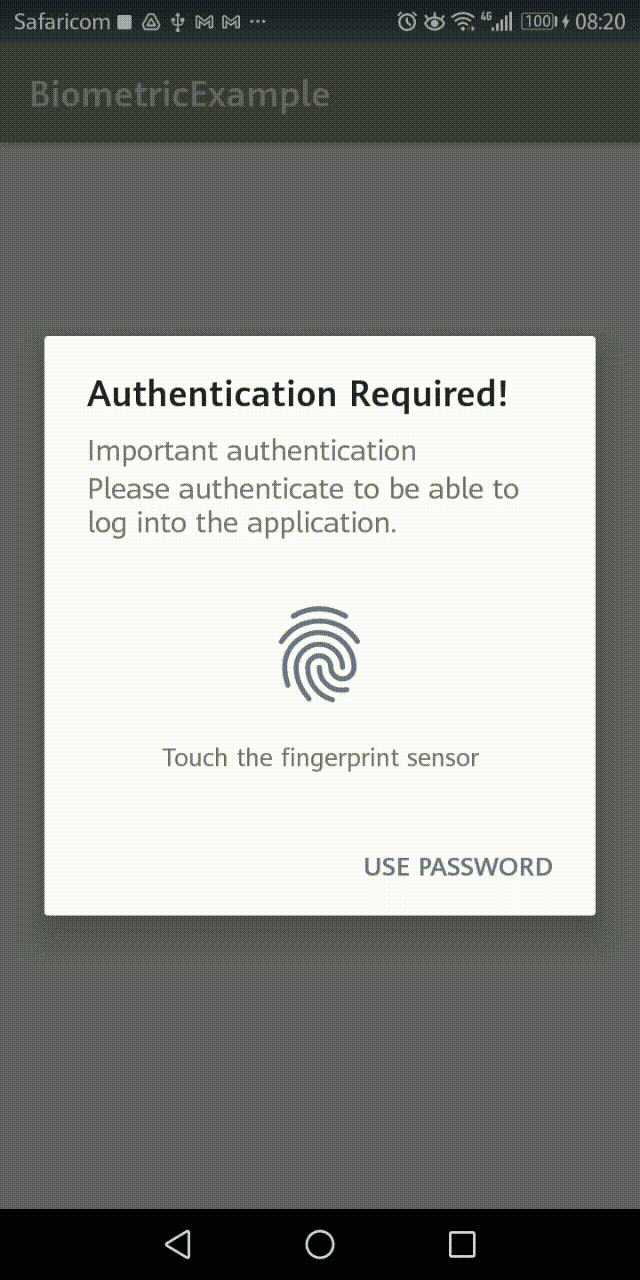 Safaricom 4G 100 08:20
BiometricExample
Authentication Required!
Important authentication
Please authenticate to be able to
log into the application.
Touch the fingerprint sensor
USE PASSWORD